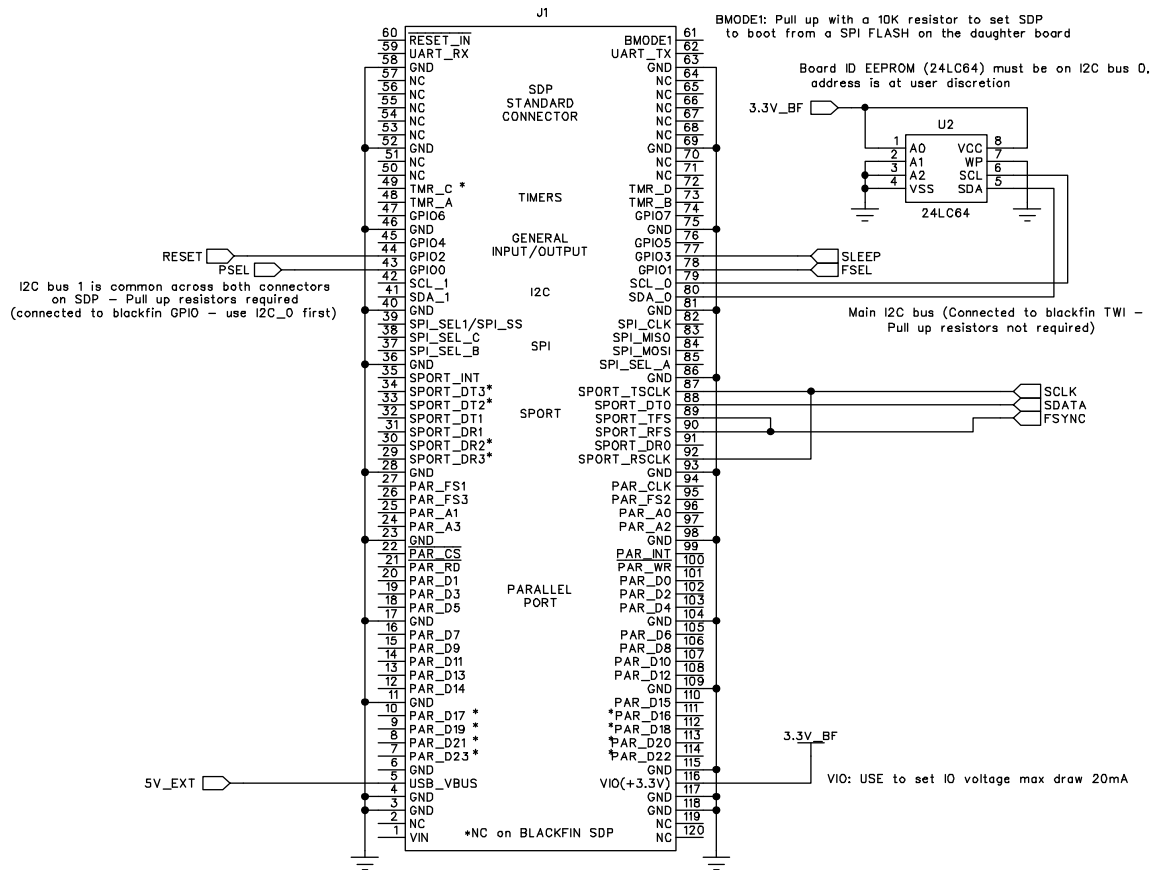 J1
60 RESET_IN
59 UART_RX
58 GND
57 NC
56 NC
55 NC
54 NC
53 NC
52 GND
51 NC
50 NC
49 TMR_C *
48 TMR_A
47 GPIO6
46 GND
45 GPIO4
44 GPIO2
43 GPIO0
42 SCL_1
41 SDA_1
40 GND
39 SPI_SEL1/SPI_SS
38 SPI_SEL_C
37 SPI_SEL_B
36 GND
35 SPORT_INT
34 SPORT_DT3*
33 SPORT_DT2*
32 SPORT_DT1
31 SPORT_DR1
30 SPORT_DR2*
29 SPORT_DR3*
28 GND
27 PAR_FS1
26 PAR_FS3
25 PAR_A1
24 PAR_A3
23 GND
22 PAR_CS
21 PAR_RD
20 PAR_D1
19 PAR_D3
18 PAR_D5
17 GND
16 PAR_D7
15 PAR_D9
14 PAR_D11
13 PAR_D13
12 PAR_D14
11 GND
10 PAR_D17 *
9 PAR_D19 *
8 PAR_D21 *
7 PAR_D23 *
6 GND
5 USB_VBUS
4 GND
3 GND
2 NC
1 VIN
SDP
STANDARD
CONNECTOR
TIMERS
GENERAL
INPUT/OUTPUT
I2C
SPI
SPORT
PARALLEL
PORT
*NC on BLACKFIN SDP
BMODE1 61
UART_TX 62
GND 63
NC 64
NC 65
NC 66
NC 67
NC 68
GND 69
NC 70
NC 71
TMR_D 72
TMR_B 73
GPIO7 74
GND 75
GPIO5 76
GPIO3 77
GPIO1 78
SCL_0 79
SDA_0 80
GND 81
SPI_CLK 82
SPI_MISO 83
SPI_MOSI 84
SPI_SEL_A 85
GND 86
SPORT_TSCLK 87
SPORT_DT0 88
SPORT_TFS 89
SPORT_RFS 90
SPORT_DR0 91
SPORT_RSCLK 92
GND 93
PAR_CLK 94
PAR_FS2 95
PAR_A0 96
PAR_A2 97
GND 98
PAR_INT 99
PAR_WR 100
PAR_D0 101
PAR_D2 102
PAR_D4 103
GND 104
PAR_D6 105
PAR_D8 106
PAR_D10 107
PAR_D12 108
GND 109
PAR_D15 110
*PAR_D16 111
*PAR_D18 112
*PAR_D20 113
*PAR_D22 114
GND 115
VIO(+3.3V) 116
GND 117
GND 118
NC 119
NC 120
RESET
PSEL
I2C bus 1 is common across both connectors
on SDP – Pull up resistors required
(connected to blackfin GPIO – use I2C_0 first)
5V_EXT
BMODE1: Pull up with a 10K resistor to set SDP
to boot from a SPI FLASH on the daughter board
Board ID EEPROM (24LC64) must be on I2C bus 0,
address is at user discretion
3.3V_BF
U2
1 A0 VCC 8
2 A1 WP 7
3 A2 SCL 6
4 VSS SDA 5
24LC64
SLEEP
FSEL
Main I2C bus (Connected to blackfin TWI –
Pull up resistors not required)
SCLK
SDATA
FSYNC
3.3V_BF
VIO: USE to set IO voltage max draw 20mA